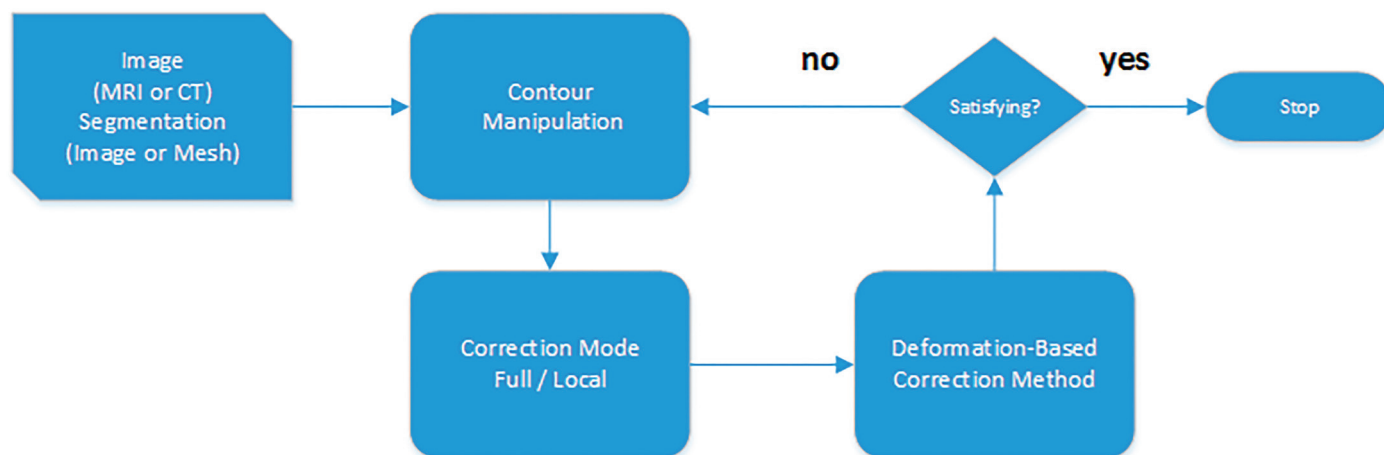 Image
(MRI or CT)
Segmentation
(Image or Mesh)
Contour
Manipulation
no
Satisfying?
yes
Stop
Correction Mode
Full / Local
Deformation-Based
Correction Method